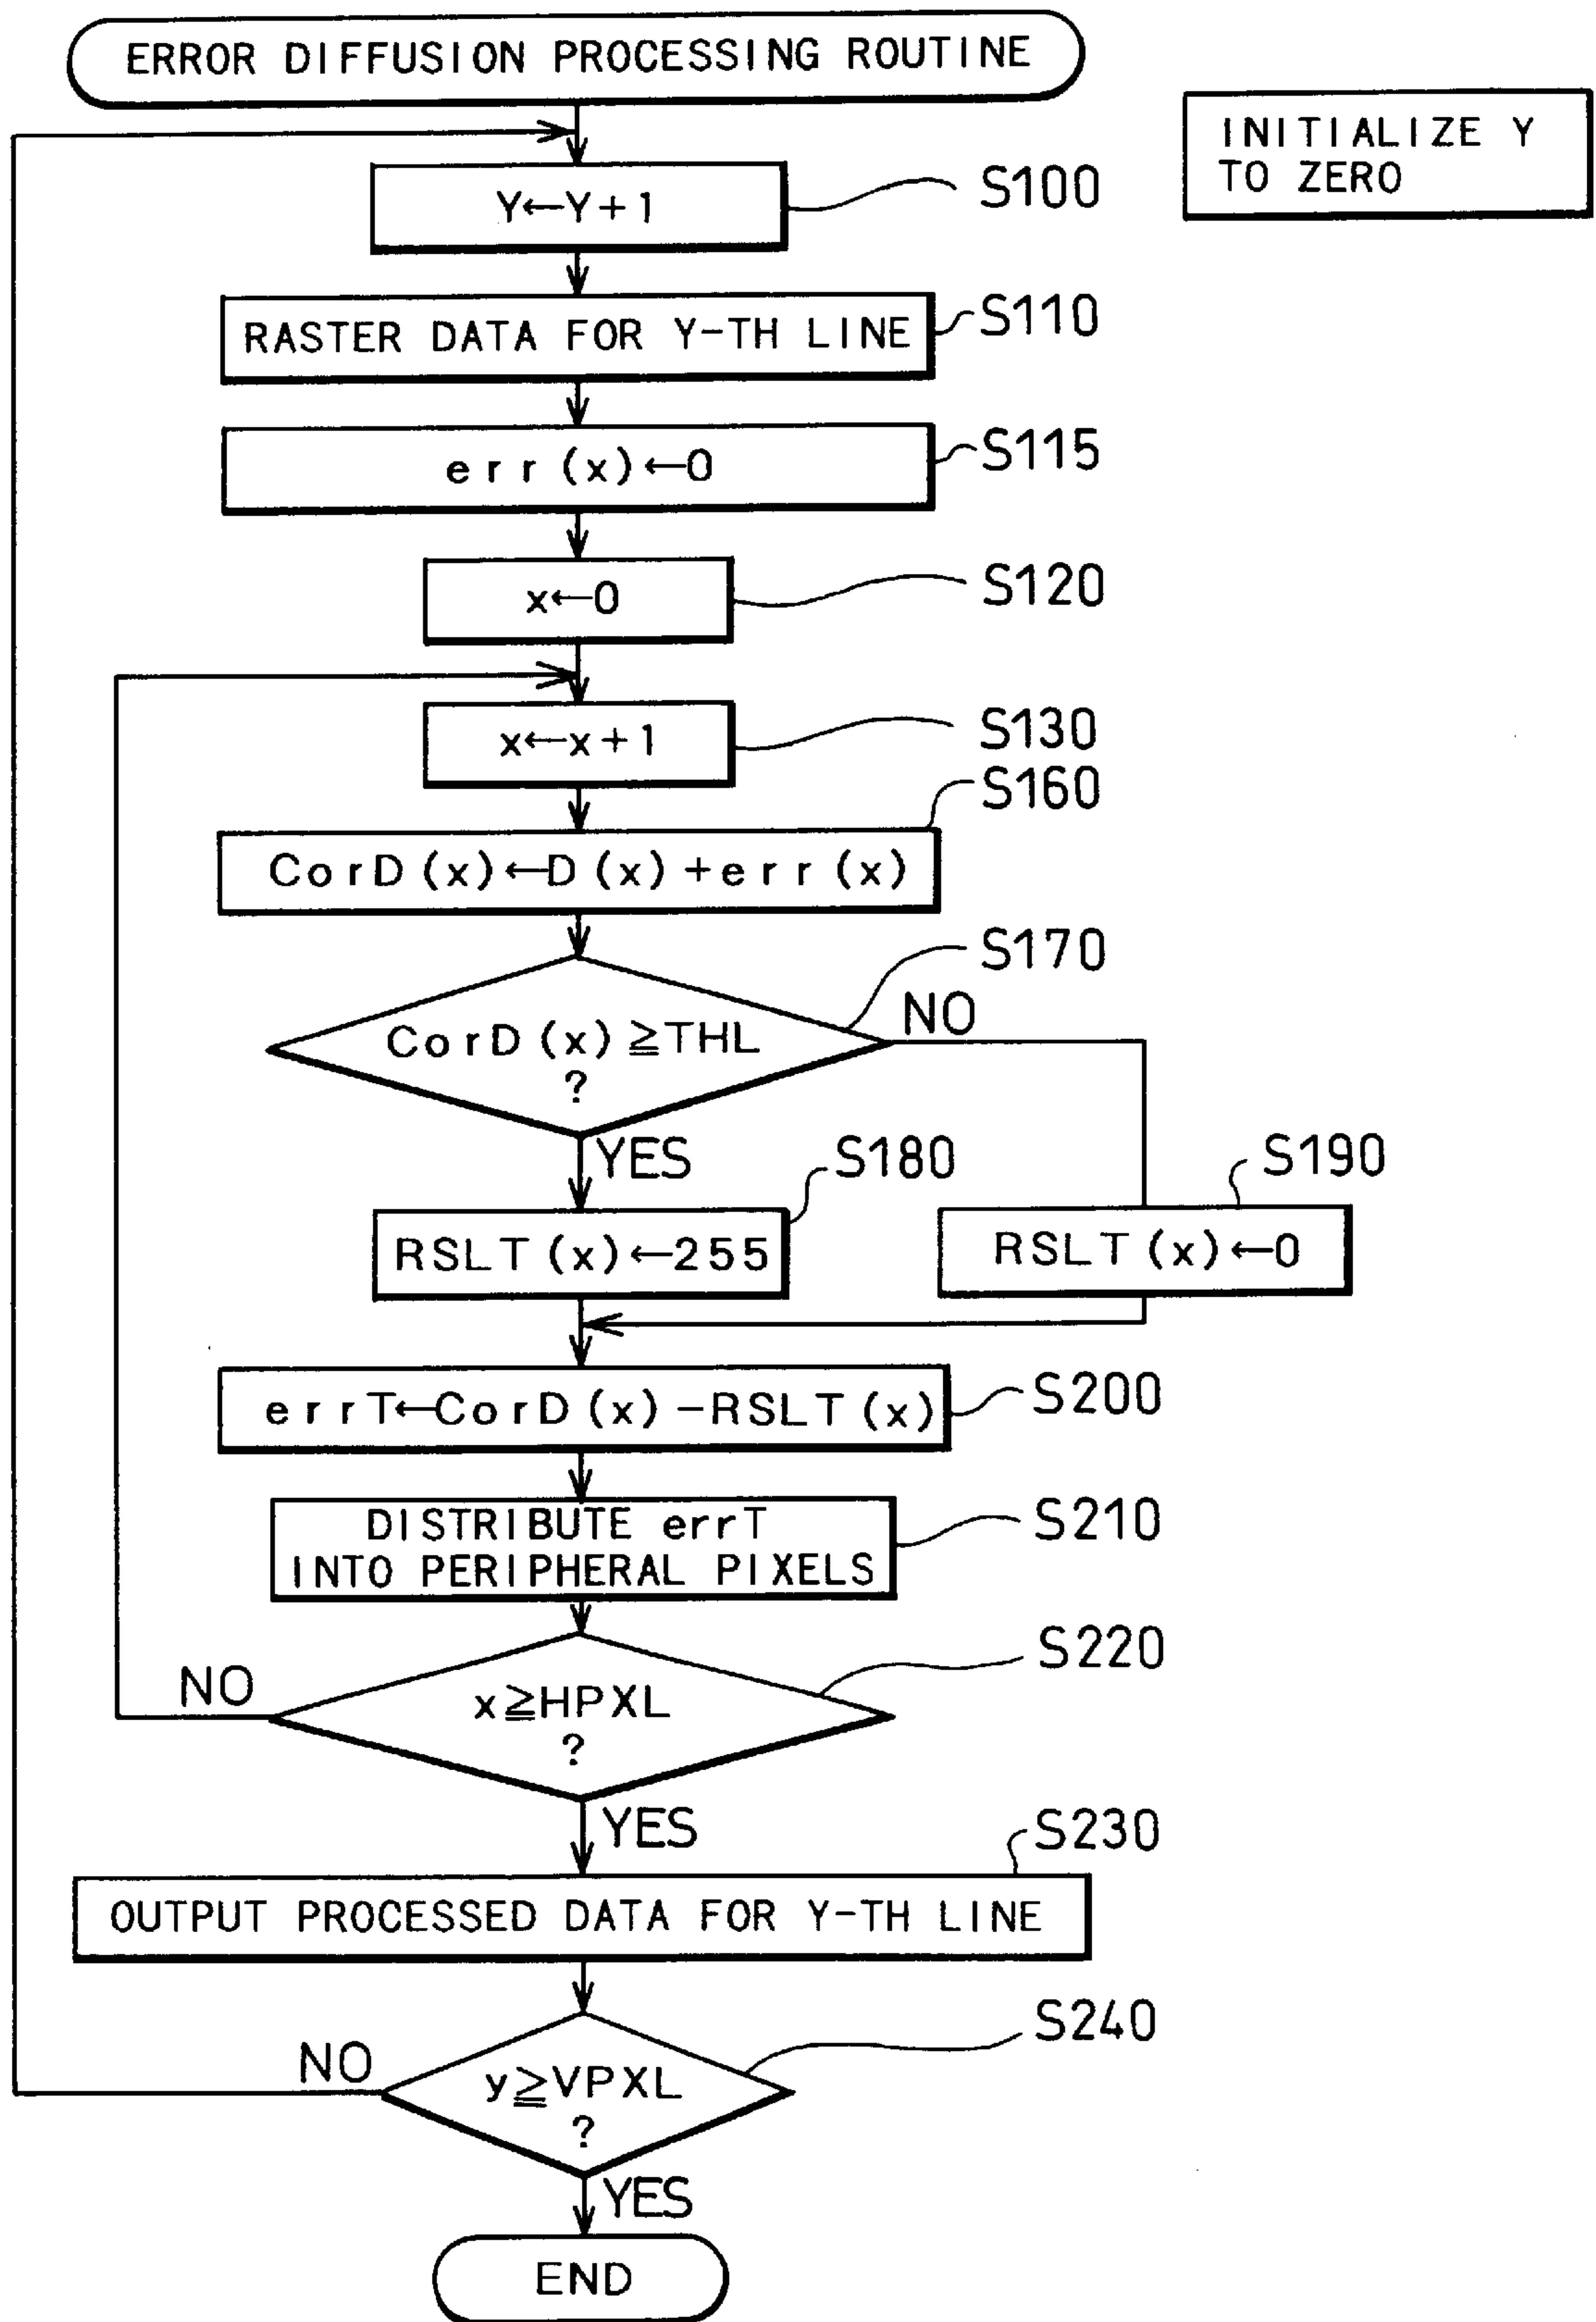 ERROR DIFFUSION PROCESSING ROUTINE
INITIALIZE Y
TO ZERO
Y←Y+1
S100
RASTER DATA FOR Y-TH LINE
S110
err(x)←0
S115
x←0
S120
x←x+1
S130
S160
CorD(x)←D(x)+err(x)
S170
CorD(x)≧THL
?
NO
YES
S180
S190
RSLT(x)←255
RSLT(x)←0
errT←CorD(x)-RSLT(x)
S200
DISTRIBUTE errT
INTO PERIPHERAL PIXELS
S210
S220
NO
x≧HPXL
?
YES
S230
OUTPUT PROCESSED DATA FOR Y-TH LINE
S240
NO
y≧VPXL
?
YES
END